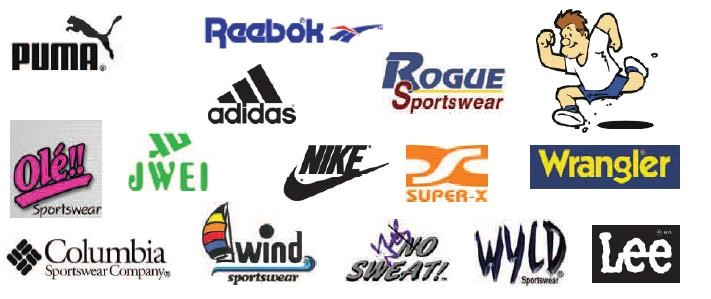 PUMA®
Reebok
adidas®
ROGUE
Sportswear
Olé!!
Sportswear
JWEI
NIKE
SUPER-X
Wrangler
Columbia
Sportswear Company®
wind
sportswear
NO
SWEAT!™
WYLD
Sportswear®
Lee